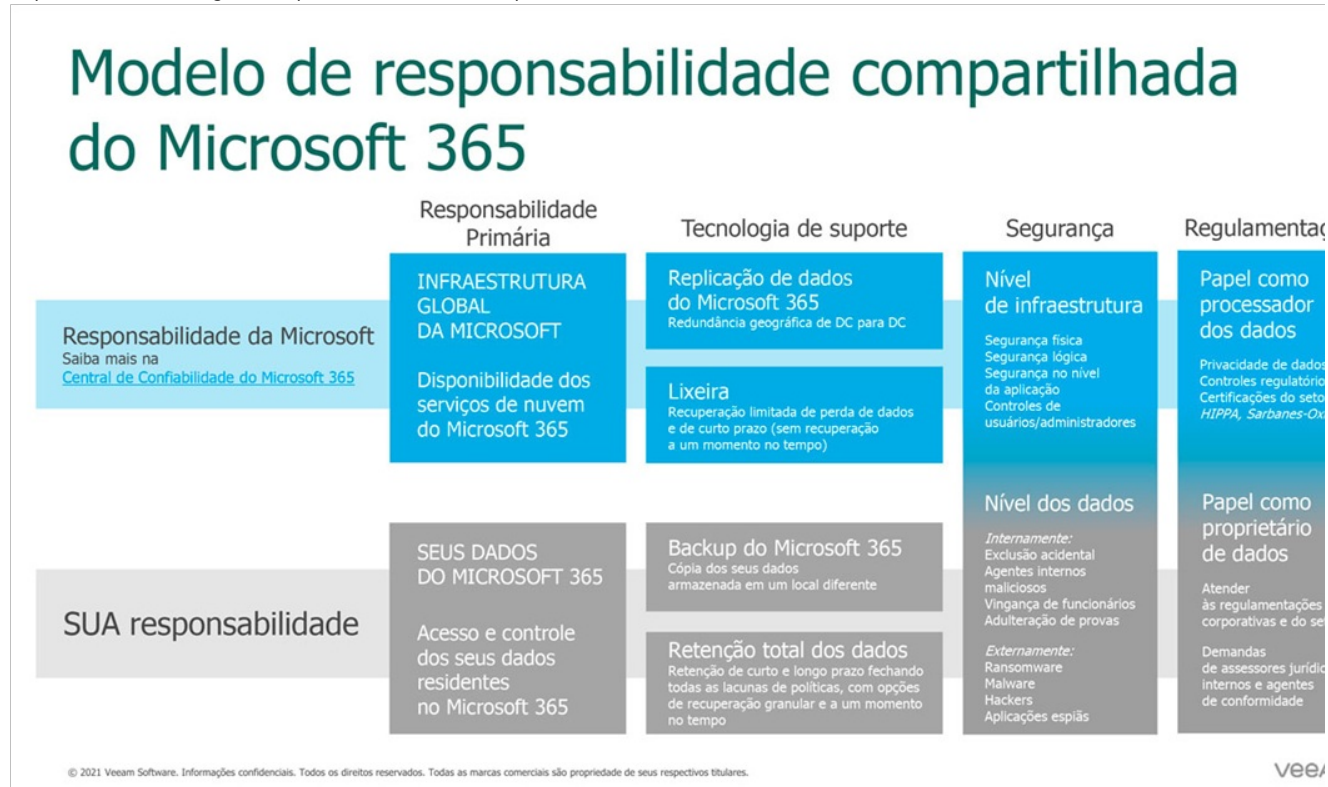 Modelo de responsabilidade compartilhada
do Microsoft 365
Responsabilidade
Primária
Tecnologia de suporte
Segurança
Responsabilidade da Microsoft
Saiba mais na
Central de Confiabilidade do Microsoft 365
INFRAESTRUTURA
GLOBAL
DA MICROSOFT
Disponibilidade dos
serviços de nuvem
do Microsoft 365
Replicação de dados
do Microsoft 365
Redundância geográfica de DC para DC
Lixeira
Recuperação limitada de perda de dados
e de curto prazo (sem recuperação
a um momento no tempo)
Nível
de infraestrutura
Segurança física
Segurança lógica
Segurança no nível
da aplicação
Controles de
usuários/administradores
Papel como
processador
dos dados
Privacidade de dados
Controles
Certificações do
HIPPA,
SUA responsabilidade
SEUS DADOS
DO MICROSOFT 365
Acesso e controle
dos seus dados
residentes
no Microsoft 365
Backup do Microsoft 365
Cópia dos seus dados
armazenada em um local diferente
Retenção total dos dados
Retenção de curto e longo prazo fechando
todas as lacunas de políticas, com opções
de recuperação granular e a um momento
no tempo
Nível dos dados
Internamente:
Exclusão acidental
Agentes internos
maliciosos
Vingança de funcionários
Adulteração de provas
Externamente:
Ransomware
Malware
Hackers
Aplicações espiãs
Papel como
proprietário
de dados
Atender
às regulamentações
corporativas e do
Demandas
de assessores
internos e agentes
de conformidade
© 2021 Veeam Software. Informações confidenciais. Todos os direitos reservados. Todas as marcas comerciais são propriedade de seus respectivos titulares.